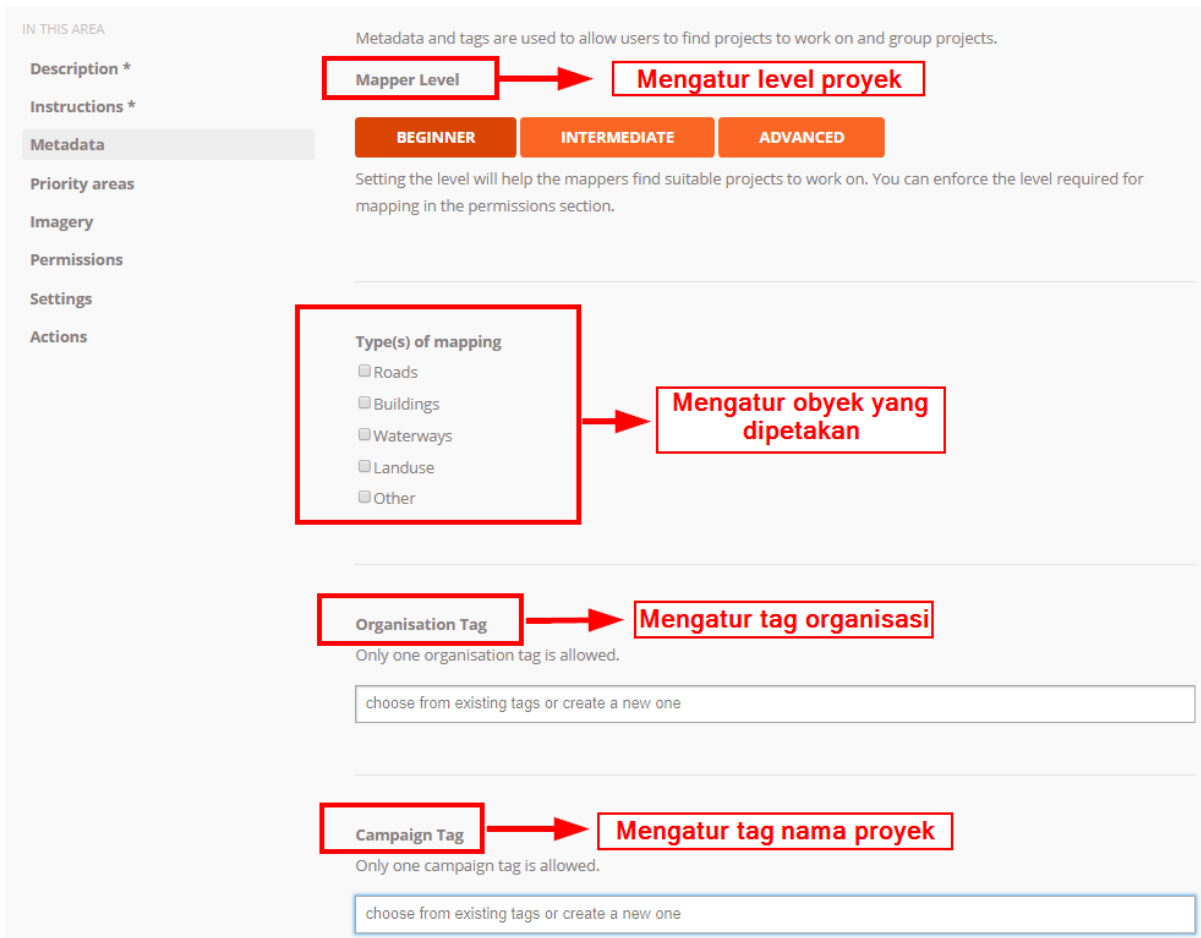 IN THIS AREA
Description *
Instructions *
Metadata
Priority areas
Imagery
Permissions
Settings
Actions
Metadata and tags are used to allow users to find projects to work on and group projects.
Mapper Level
Mengatur level proyek
BEGINNER
INTERMEDIATE
ADVANCED
Setting the level will help the mappers find suitable projects to work on. You can enforce the level required for
mapping in the permissions section.
Type(s) of mapping
Roads
Buildings
Waterways
Landuse
Other
Mengatur obyek yang
dipetakan
Organisation Tag
Mengatur tag organisasi
Only one organisation tag is allowed.
choose from existing tags or create a new one
Campaign Tag
Mengatur tag nama proyek
Only one campaign tag is allowed.
choose from existing tags or create a new one